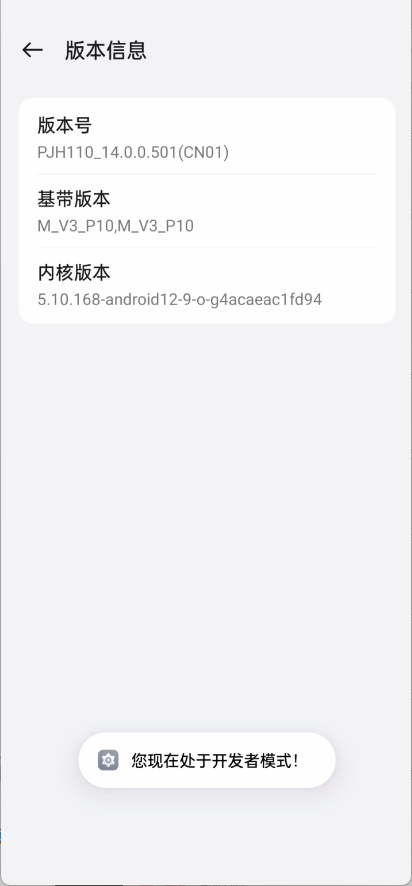 版本信息
版本号
PJH110_14.0.0.501(CN01)
基带版本
M_V3_P10,M_V3_P10
内核版本
5.10.168-android12-9-o-g4acaeac1fd94
您现在处于开发者模式！